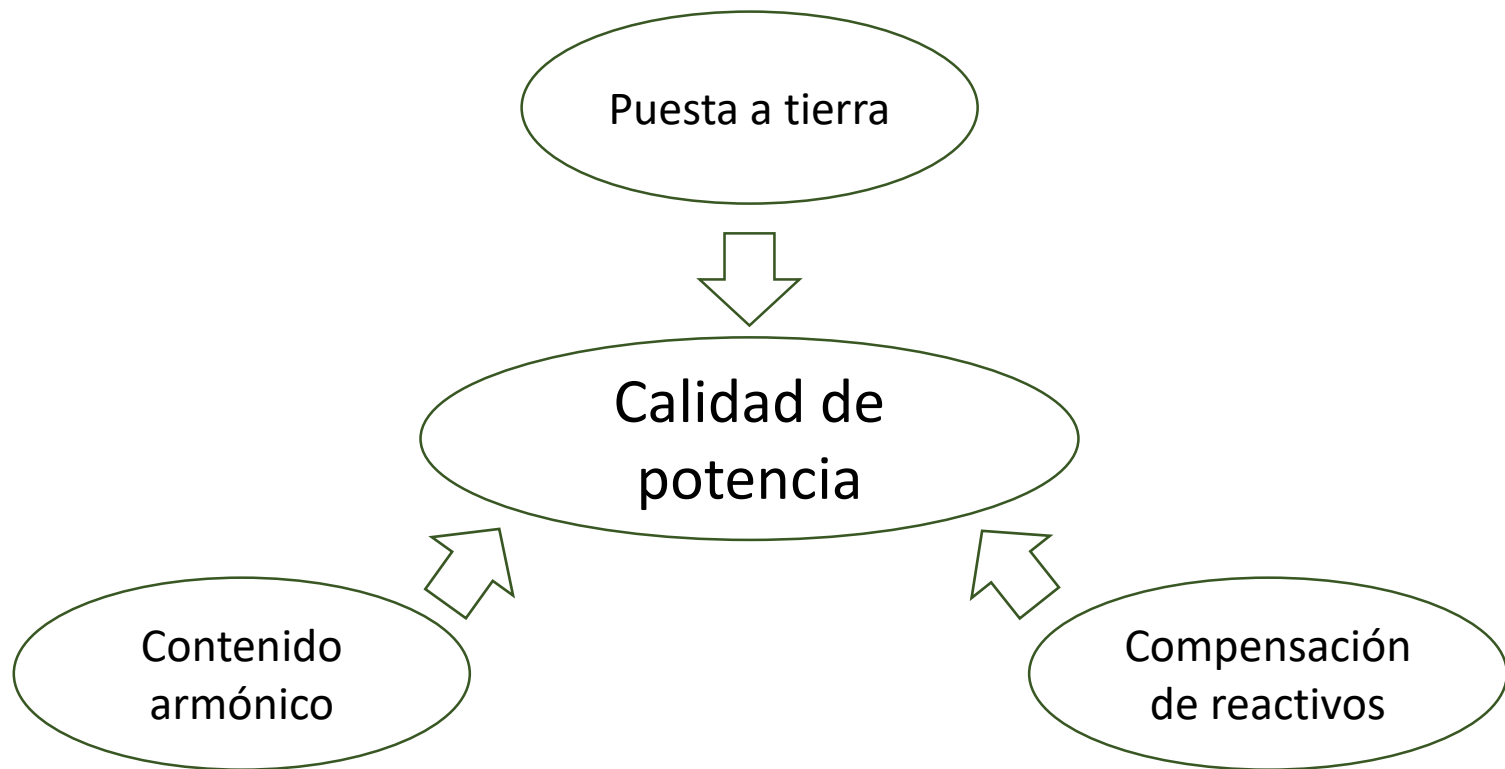 Puesta a tierra
Calidad de
potencia
Contenido
armónico
Compensación
de reactivos